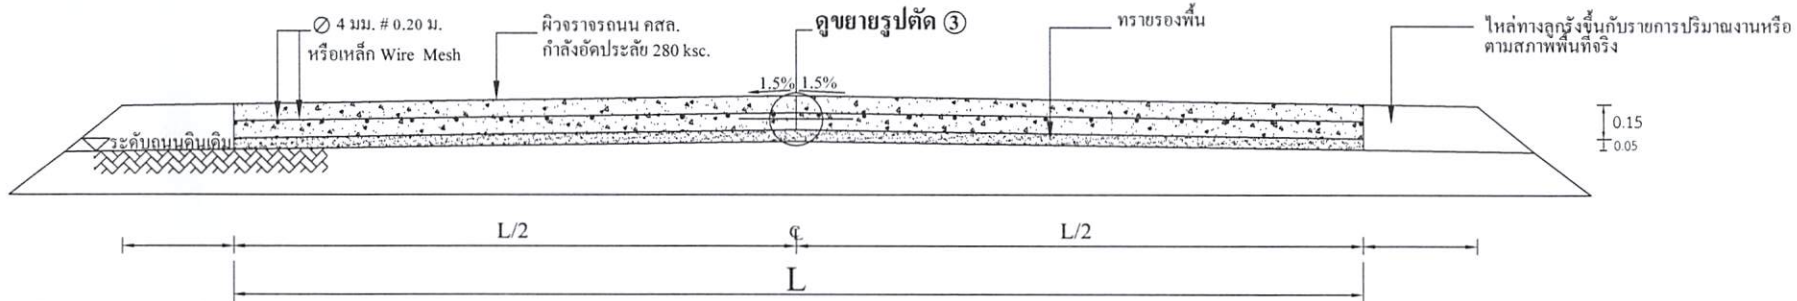 ∅ 4 มม. # 0.20 ม.
หรือเหล็ก Wire Mesh
ผิวจราจรถนน คสล.
กำลังอัดประลัย 280 ksc.
ดูขยายรูปตัด ③
ทรายรองพื้น
ไหล่ทางลูกรังขึ้นกับรายการปริมาณงานหรือ
ตามสภาพพื้นที่จริง
1.5% 1.5%
ระดับถนนดินเดิม
0.15
0.05
L/2 ℄ L/2
L